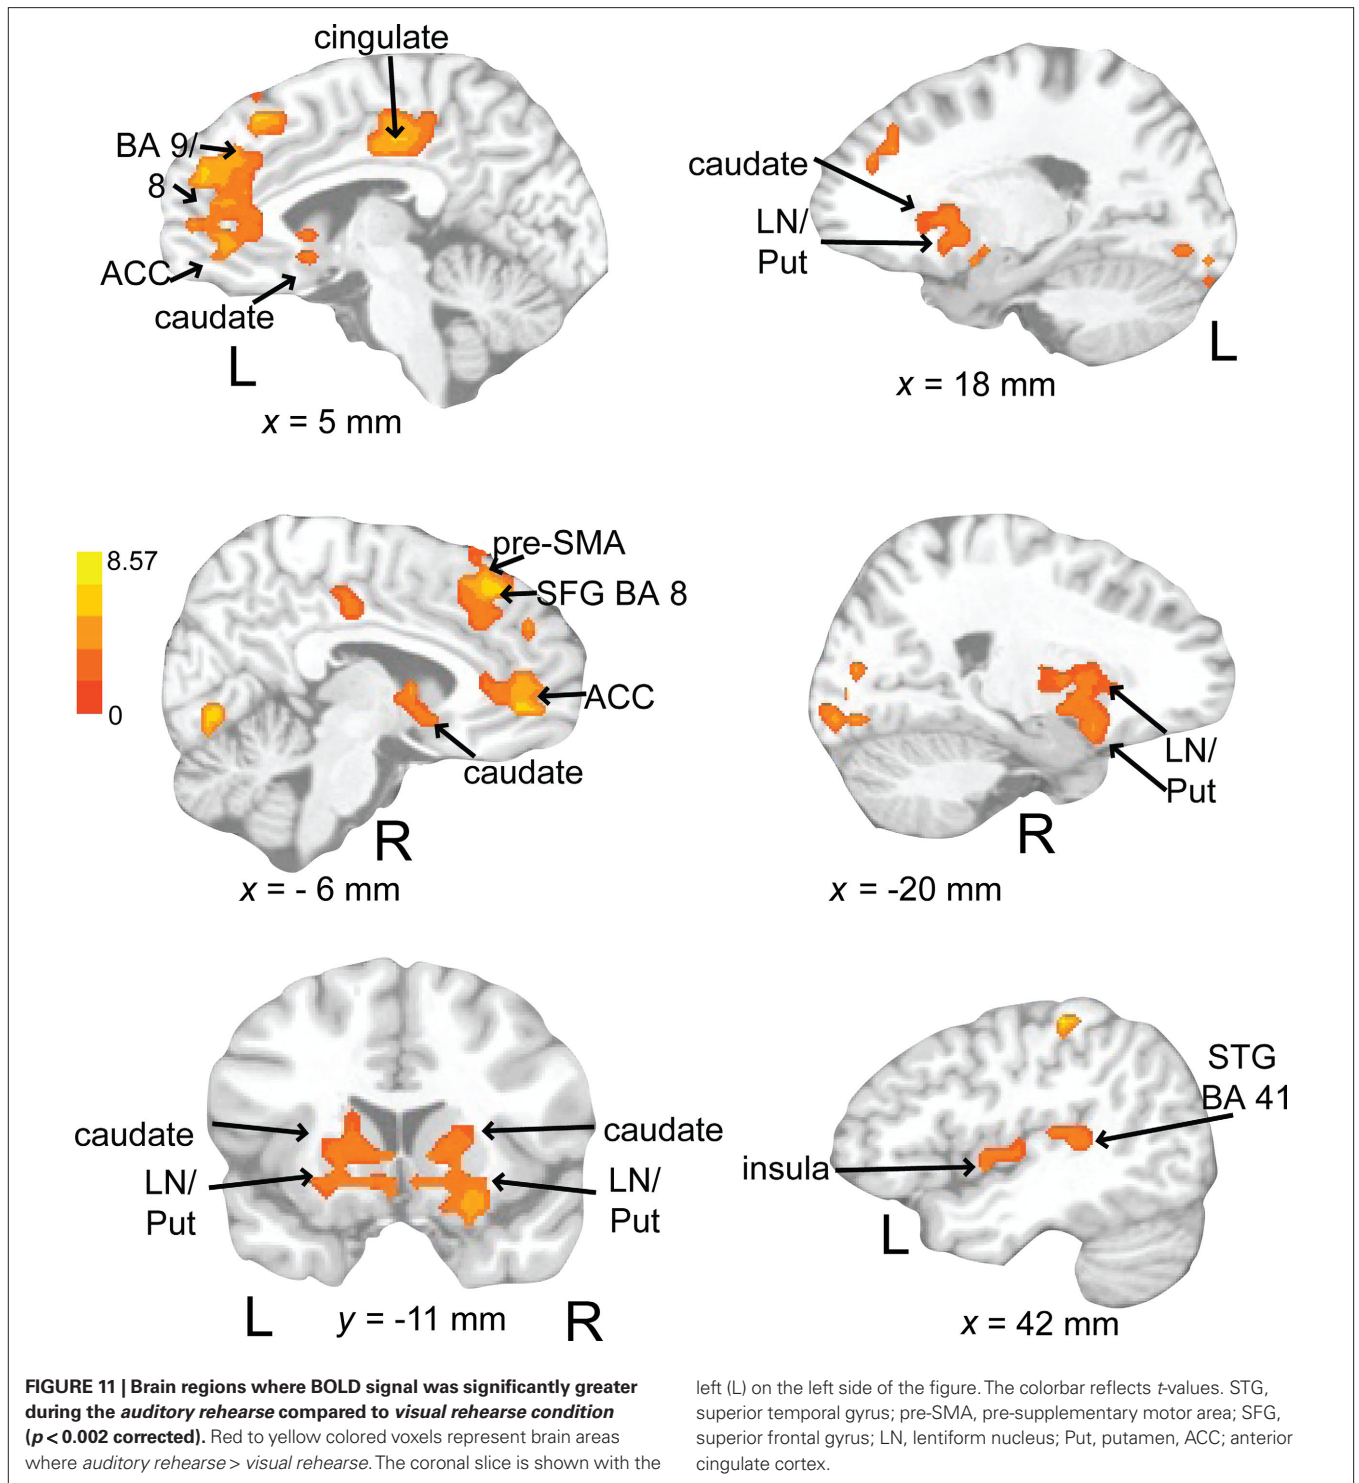 cingulate
BA 9/
8
ACC
caudate
L
x = 5 mm
caudate
LN/
Put
L
x = 18 mm
8.57
0
pre-SMA
SFG BA 8
ACC
caudate
R
x = - 6 mm
LN/
Put
R
x = -20 mm
caudate
LN/
Put
caudate
LN/
Put
L
y = -11 mm
R
STG
BA 41
insula
L
x = 42 mm
FIGURE 11 | Brain regions where BOLD signal was significantly greater
during the auditory rehearse compared to visual rehearse condition
(p < 0.002 corrected). Red to yellow colored voxels represent brain areas
where auditory rehearse > visual rehearse. The coronal slice is shown with the
left (L) on the left side of the figure. The colorbar reflects t-values. STG,
superior temporal gyrus; pre-SMA, pre-supplementary motor area; SFG,
superior frontal gyrus; LN, lentiform nucleus; Put, putamen, ACC; anterior
cingulate cortex.